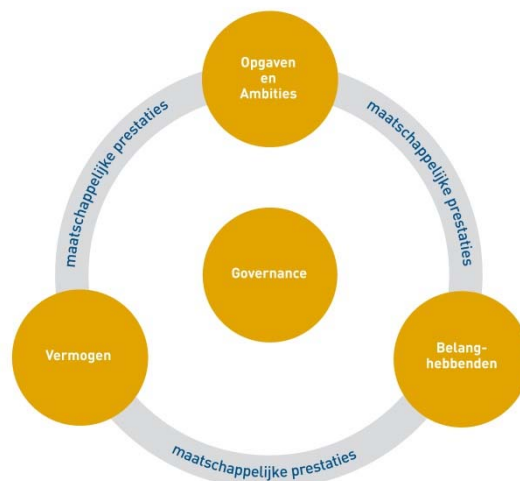 Opgaven
en
Ambities
maatschappelijke prestaties
maatschappelijke prestaties
Governance
Vermogen
Belang-
hebbenden
maatschappelijke prestaties